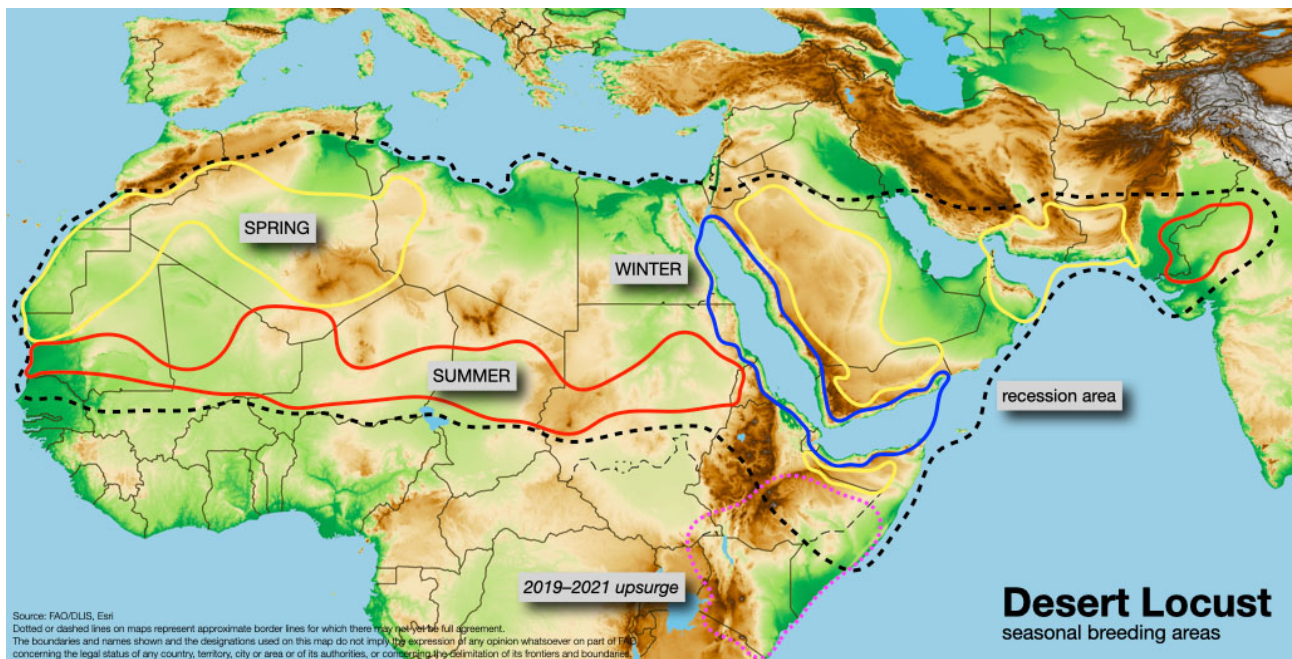 SPRING
WINTER
SUMMER
recession area
2019–2021 upsurge
Desert Locust
seasonal breeding areas
Source: FAO/DLIS, Esri
Dotted or dashed lines on maps represent approximate border lines for which there may not yet be full agreement.
The boundaries and names shown and the designations used on this map do not imply the expression of any opinion whatsoever on part of FAO
concerning the legal status of any country, territory, city or area or of its authorities, or concerning the delimitation of its frontiers and boundaries.